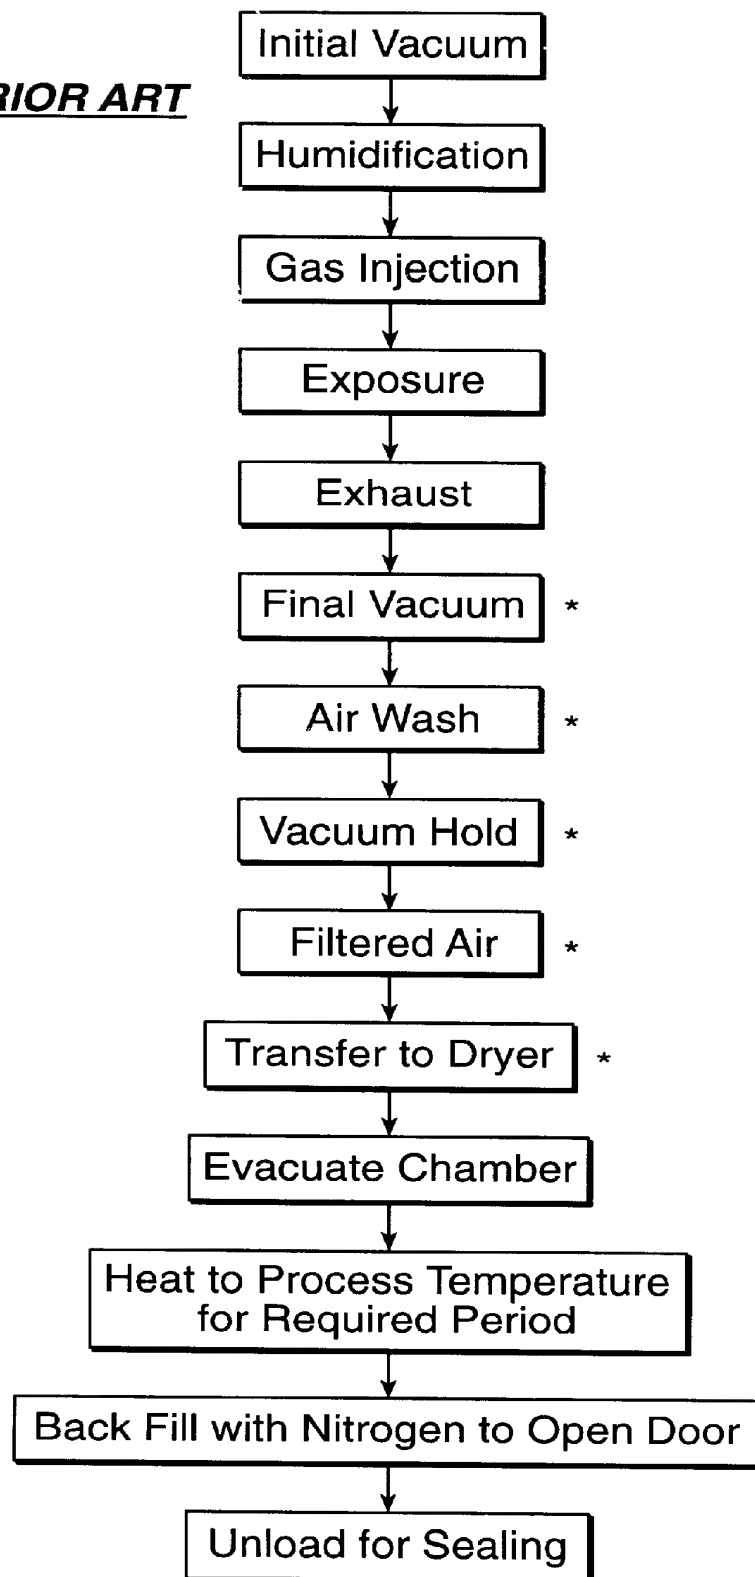 Initial Vacuum
RIOR ART
Humidification
Gas Injection
Exposure
Exhaust
Final Vacuum *
Air Wash *
Vacuum Hold *
Filtered Air *
Transfer to Dryer *
Evacuate Chamber
Heat to Process Temperature
for Required Period
Back Fill with Nitrogen to Open Door
Unload for Sealing